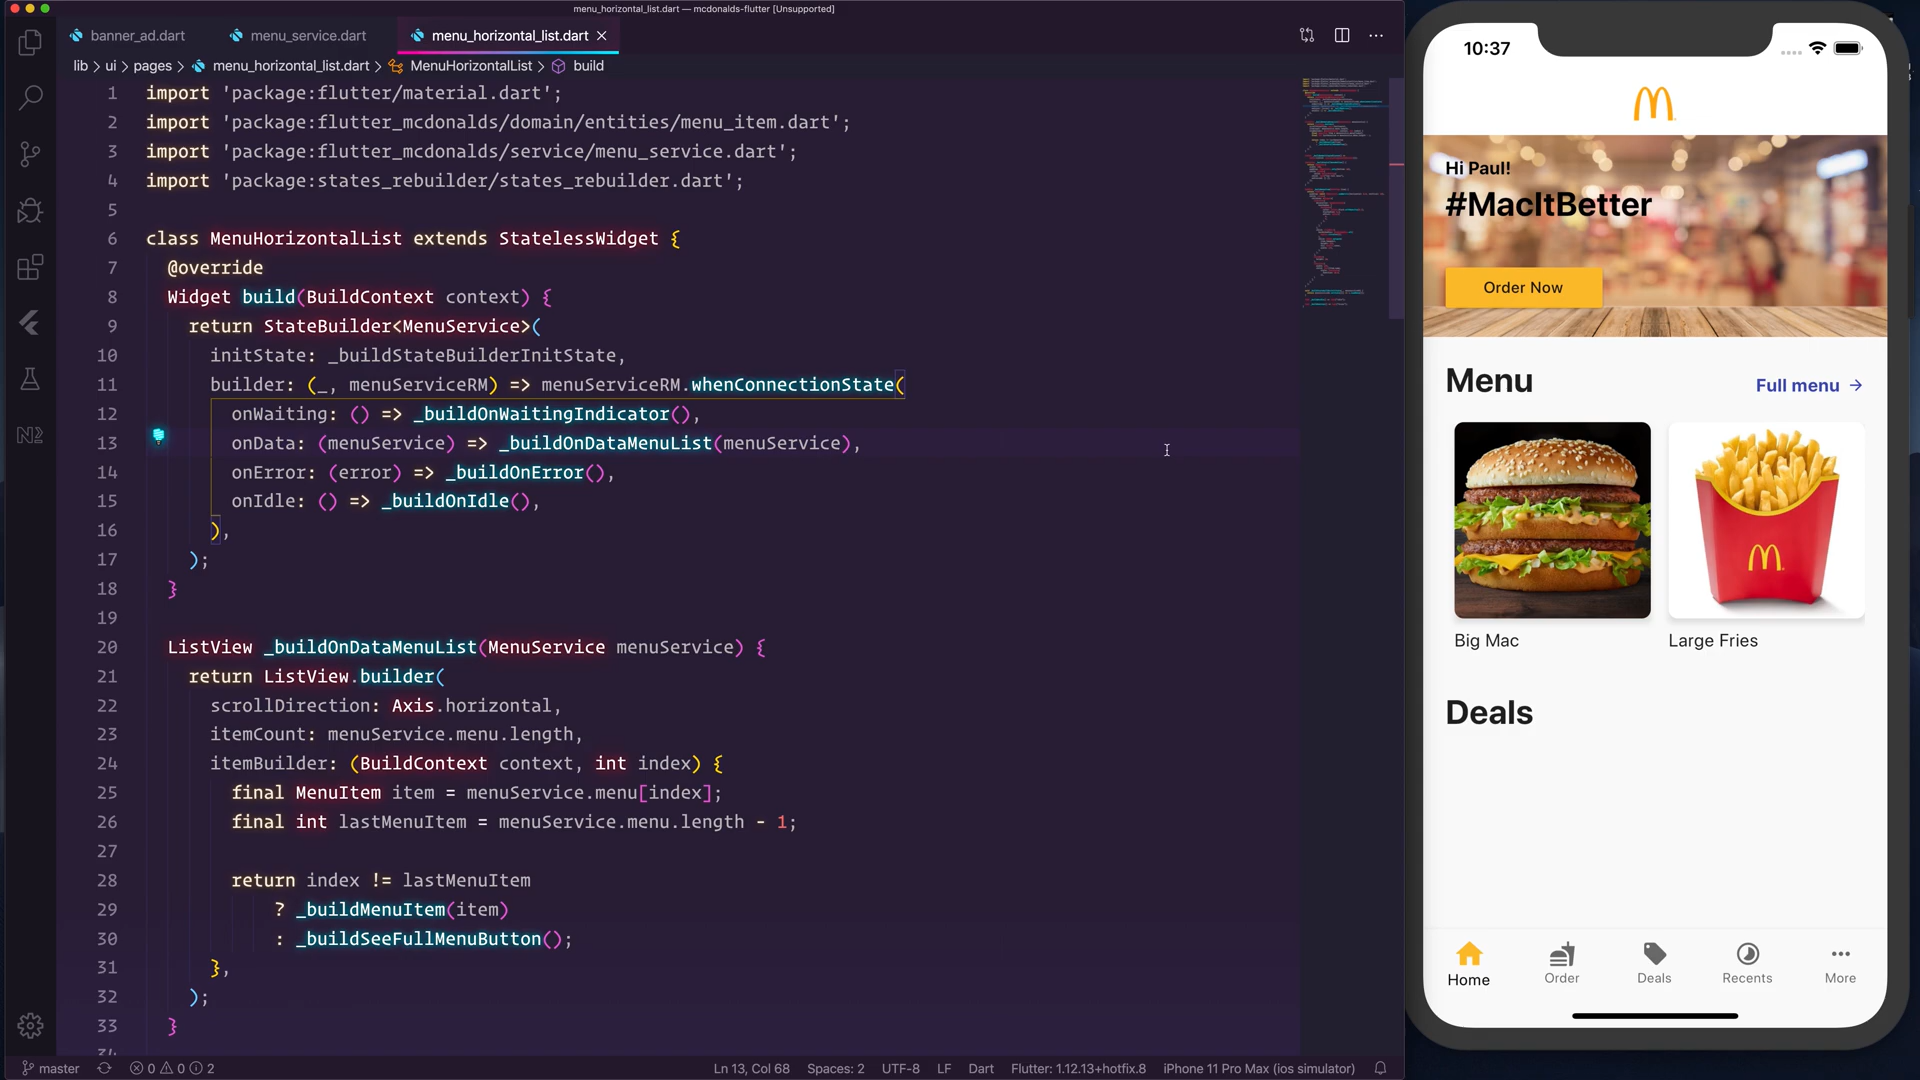 menu_horizontal_list.dart — mcdonalds-flutter [Unsupported]
banner_ad.dart
menu_service.dart
menu_horizontal_list.dart
lib > ui > pages > menu_horizontal_list.dart > MenuHorizontalList > build
1 import 'package:flutter/material.dart';
2 import 'package:flutter_mcdonalds/domain/entities/menu_item.dart';
3 import 'package:flutter_mcdonalds/service/menu_service.dart';
4 import 'package:states_rebuilder/states_rebuilder.dart';
5
6 class MenuHorizontalList extends StatelessWidget {
7 @override
8 Widget build(BuildContext context) {
9 return StateBuilder<MenuService>(
10 initState: _buildStateBuilderInitState,
11 builder: (_, menuServiceRM) => menuServiceRM.whenConnectionState(
12 onWaiting: () => _buildOnWaitingIndicator(),
13 onData: (menuService) => _buildOnDataMenuList(menuService),
14 onError: (error) => _buildOnError(),
15 onIdle: () => _buildOnIdle(),
16 ),
17 );
18 }
19
20 ListView _buildOnDataMenuList(MenuService menuService) {
21 return ListView.builder(
22 scrollDirection: Axis.horizontal,
23 itemCount: menuService.menu.length,
24 itemBuilder: (BuildContext context, int index) {
25 final MenuItem item = menuService.menu[index];
26 final int lastMenuItem = menuService.menu.length - 1;
27
28 return index != lastMenuItem
29 ? _buildMenuItem(item)
30 : _buildSeeFullMenuButton();
31 },
32 );
33 }
master
0 0 2
Ln 13, Col 68
Spaces: 2
UTF-8
LF
Dart
Flutter: 1.12.13+hotfix.8
iPhone 11 Pro Max (ios simulator)
10:37
Hi Paul!
#MacItBetter
Order Now
Menu
Full menu →
Big Mac
Large Fries
Deals
Home
Order
Deals
Recents
More